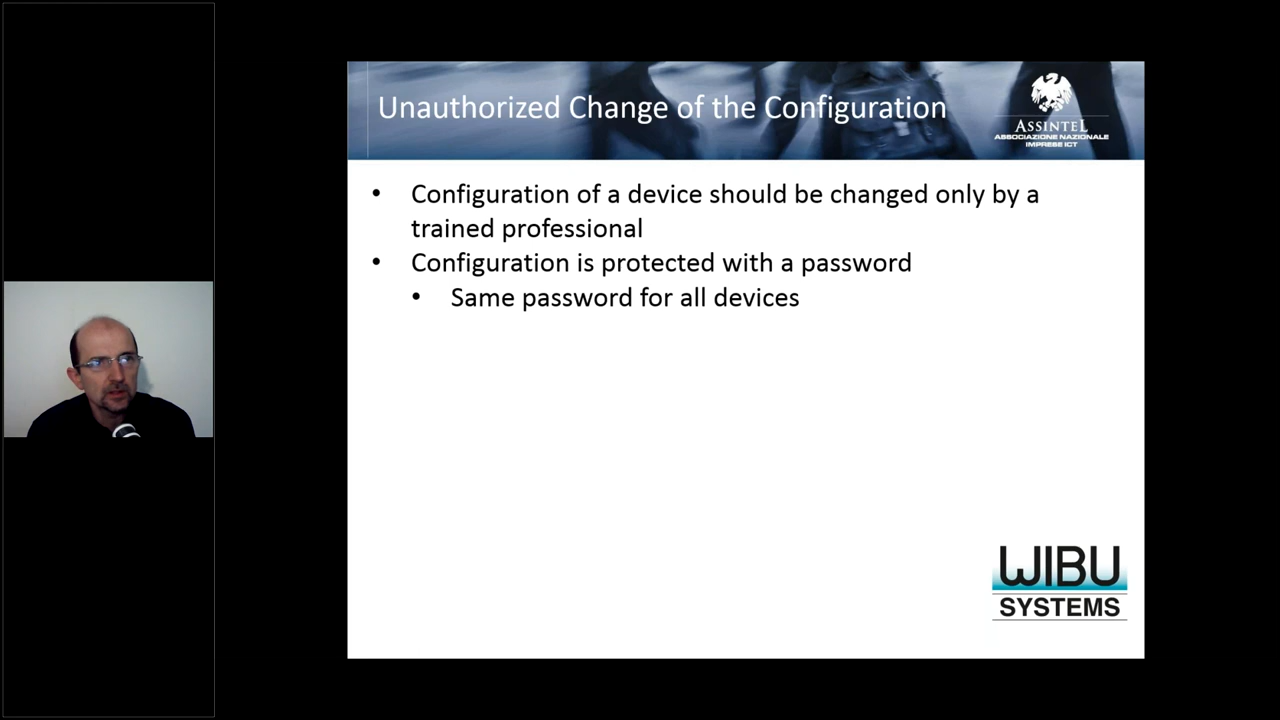 Unauthorized Change of the Configuration
ASSINTEL
ASSOCIAZIONE NAZIONALE
IMPRESE ICT
• Configuration of a device should be changed only by a
trained professional
• Configuration is protected with a password
• Same password for all devices
WIBU
SYSTEMS